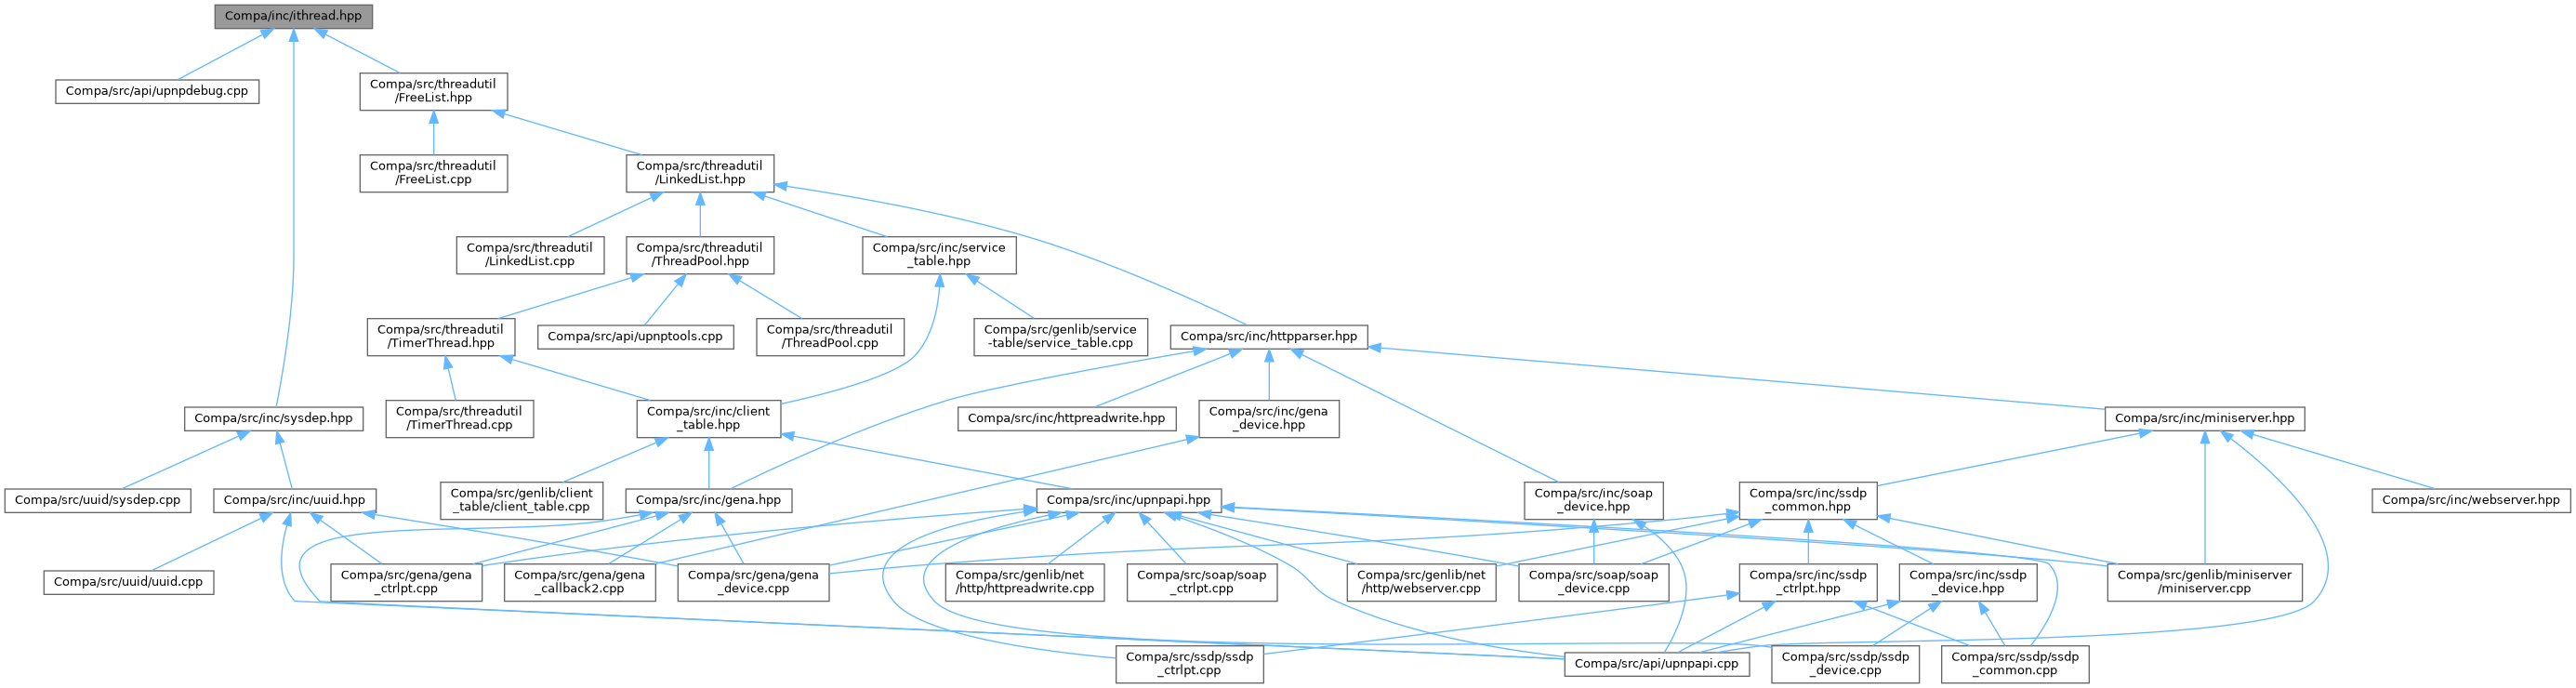 Compa/inc/ithread.hpp
Compa/src/api/upnpdebug.cpp
Compa/src/threadutil
/FreeList.hpp
Compa/src/threadutil
/FreeList.cpp
Compa/src/threadutil
/LinkedList.hpp
Compa/src/threadutil
/LinkedList.cpp
Compa/src/threadutil
/ThreadPool.hpp
Compa/src/inc/service
_table.hpp
Compa/src/threadutil
/TimerThread.hpp
Compa/src/api/upnptools.cpp
Compa/src/threadutil
/ThreadPool.cpp
Compa/src/genlib/service
-table/service_table.cpp
Compa/src/inc/httpparser.hpp
Compa/src/inc/sysdep.hpp
Compa/src/threadutil
/TimerThread.cpp
Compa/src/inc/client
_table.hpp
Compa/src/inc/httpreadwrite.hpp
Compa/src/inc/gena
_device.hpp
Compa/src/inc/miniserver.hpp
Compa/src/uuid/sysdep.cpp
Compa/src/inc/uuid.hpp
Compa/src/genlib/client
_table/client_table.cpp
Compa/src/inc/gena.hpp
Compa/src/inc/upnpapi.hpp
Compa/src/inc/soap
_device.hpp
Compa/src/inc/ssdp
_common.hpp
Compa/src/inc/webserver.hpp
Compa/src/uuid/uuid.cpp
Compa/src/gena/gena
_ctrlpt.cpp
Compa/src/gena/gena
_callback2.cpp
Compa/src/gena/gena
_device.cpp
Compa/src/genlib/net
/http/httpreadwrite.cpp
Compa/src/soap/soap
_ctrlpt.cpp
Compa/src/genlib/net
/http/webserver.cpp
Compa/src/soap/soap
_device.cpp
Compa/src/inc/ssdp
_ctrlpt.hpp
Compa/src/inc/ssdp
_device.hpp
Compa/src/genlib/miniserver
/miniserver.cpp
Compa/src/ssdp/ssdp
_ctrlpt.cpp
Compa/src/api/upnpapi.cpp
Compa/src/ssdp/ssdp
_device.cpp
Compa/src/ssdp/ssdp
_common.cpp